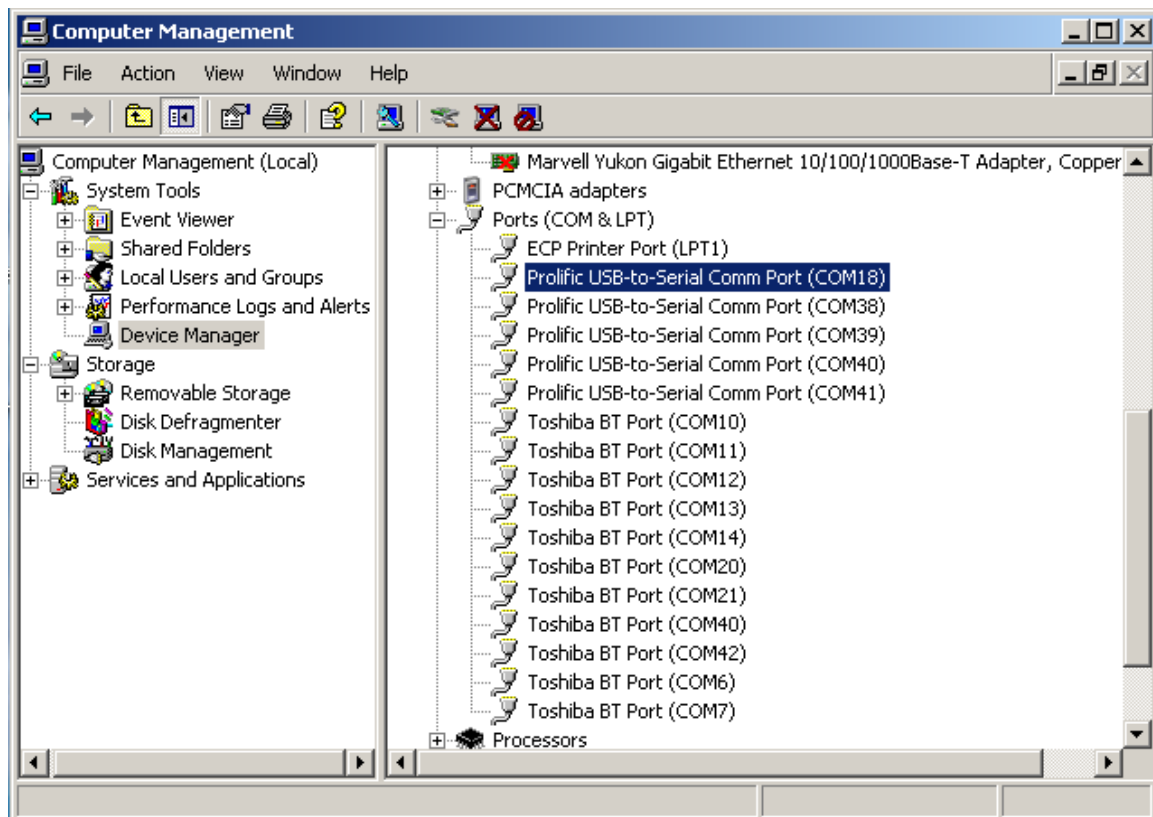 Computer Management
File Action View Window Help
Computer Management (Local)
System Tools
Event Viewer
Shared Folders
Local Users and Groups
Performance Logs and Alerts
Device Manager
Storage
Removable Storage
Disk Defragmenter
Disk Management
Services and Applications
Marvell Yukon Gigabit Ethernet 10/100/1000Base-T Adapter, Copper
PCMCIA adapters
Ports (COM & LPT)
ECP Printer Port (LPT1)
Prolific USB-to-Serial Comm Port (COM18)
Prolific USB-to-Serial Comm Port (COM38)
Prolific USB-to-Serial Comm Port (COM39)
Prolific USB-to-Serial Comm Port (COM40)
Prolific USB-to-Serial Comm Port (COM41)
Toshiba BT Port (COM10)
Toshiba BT Port (COM11)
Toshiba BT Port (COM12)
Toshiba BT Port (COM13)
Toshiba BT Port (COM14)
Toshiba BT Port (COM20)
Toshiba BT Port (COM21)
Toshiba BT Port (COM40)
Toshiba BT Port (COM42)
Toshiba BT Port (COM6)
Toshiba BT Port (COM7)
Processors